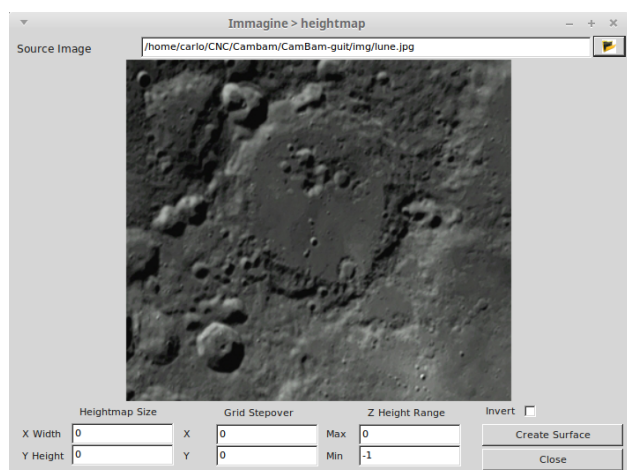 Immagine > heightmap
Source Image /home/carlo/CNC/Cambam/CamBam-guit/img/lune.jpg
Heightmap Size Grid Stepover Z Height Range Invert
X Width 0 X 0 Max 0 Create Surface
Y Height 0 Y 0 Min -1 Close